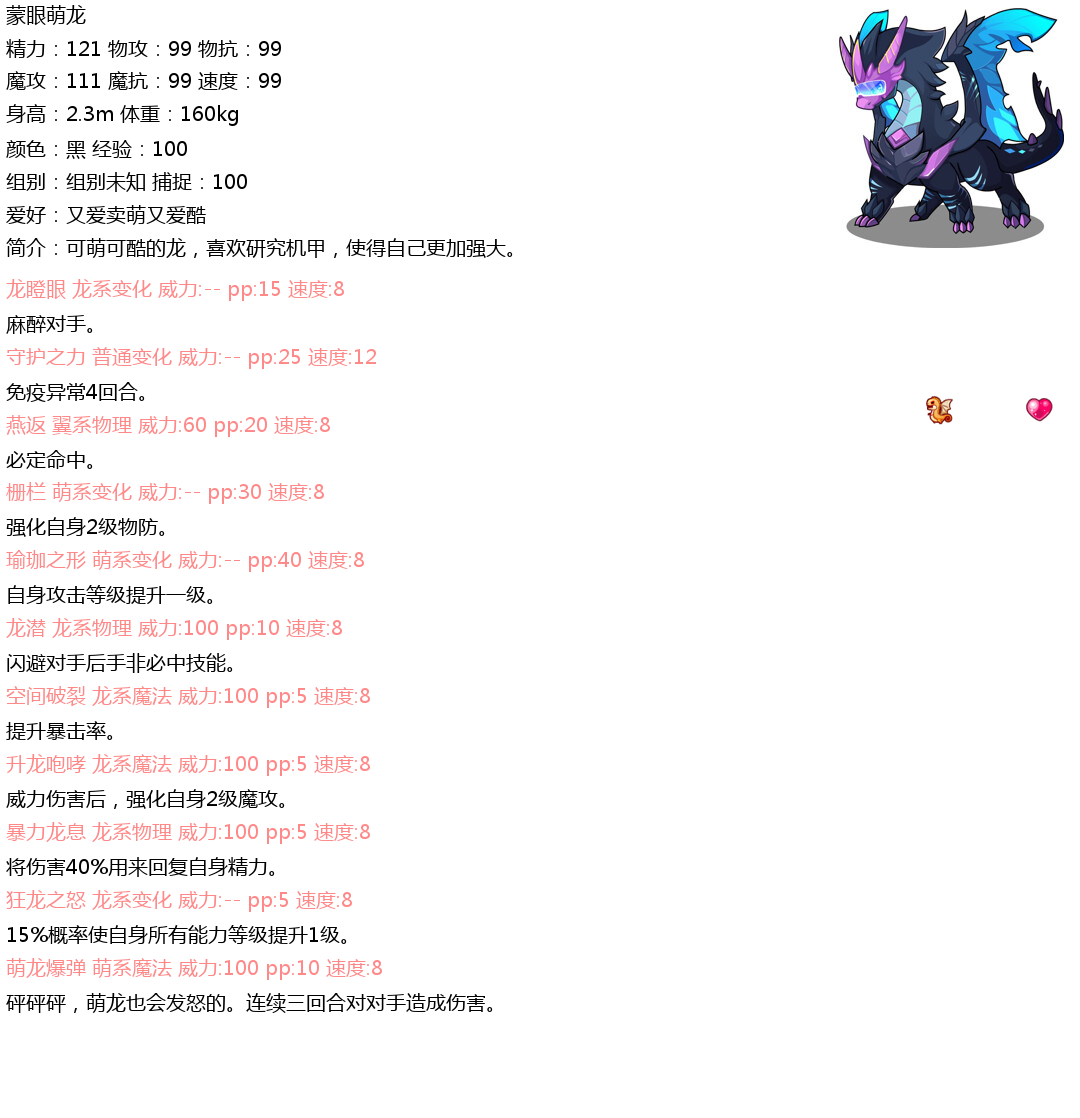 蒙眼萌龙
精力：121 物攻：99 物抗：99
魔攻：111 魔抗：99 速度：99
身高：2.3m 体重：160kg
颜色：黑 经验：100
组别：组别未知 捕捉：100
爱好：又爱卖萌又爱酷
简介：可萌可酷的龙，喜欢研究机甲，使得自己更加强大。
龙瞪眼 龙系变化 威力:-- pp:15 速度:8
麻醉对手。
守护之力 普通变化 威力:-- pp:25 速度:12
免疫异常4回合。
燕返 翼系物理 威力:60 pp:20 速度:8
必定命中。
栅栏 萌系变化 威力:-- pp:30 速度:8
强化自身2级物防。
瑜珈之形 萌系变化 威力:-- pp:40 速度:8
自身攻击等级提升一级。
龙潜 龙系物理 威力:100 pp:10 速度:8
闪避对手后手非必中技能。
空间破裂 龙系魔法 威力:100 pp:5 速度:8
提升暴击率。
升龙咆哮 龙系魔法 威力:100 pp:5 速度:8
威力伤害后，强化自身2级魔攻。
暴力龙息 龙系物理 威力:100 pp:5 速度:8
将伤害40%用来回复自身精力。
狂龙之怒 龙系变化 威力:-- pp:5 速度:8
15%概率使自身所有能力等级提升1级。
萌龙爆弹 萌系魔法 威力:100 pp:10 速度:8
砰砰砰，萌龙也会发怒的。连续三回合对对手造成伤害。